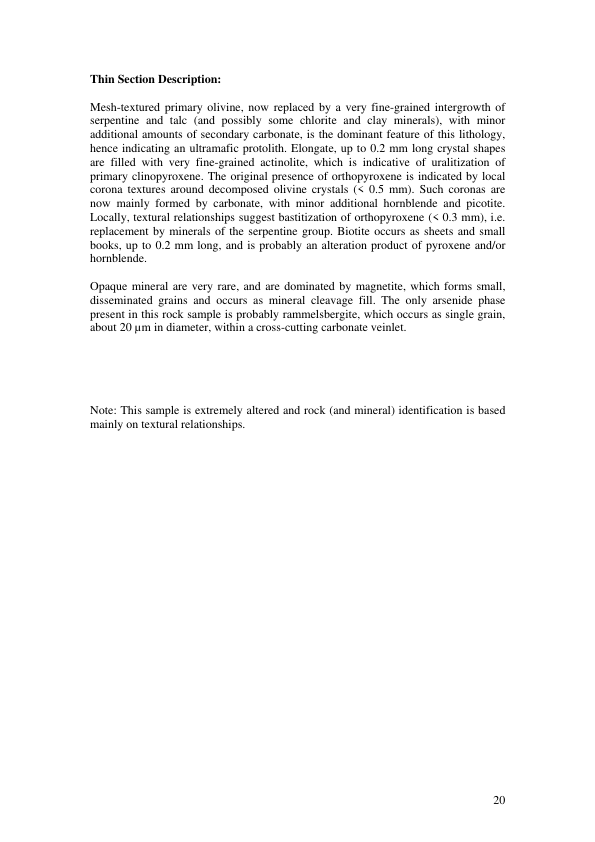 Thin Section Description:
Mesh-textured primary olivine, now replaced by a very fine-grained intergrowth of
serpentine and talc (and possibly some chlorite and clay minerals), with minor
additional amounts of secondary carbonate, is the dominant feature of this lithology,
hence indicating an ultramafic protolith. Elongate, up to 0.2 mm long crystal shapes
are filled with very fine-grained actinolite, which is indicative of uralitization of
primary clinopyroxene. The original presence of orthopyroxene is indicated by local
corona textures around decomposed olivine crystals (< 0.5 mm). Such coronas are
now mainly formed by carbonate, with minor additional hornblende and picotite.
Locally, textural relationships suggest bastitization of orthopyroxene (< 0.3 mm), i.e.
replacement by minerals of the serpentine group. Biotite occurs as sheets and small
books, up to 0.2 mm long, and is probably an alteration product of pyroxene and/or
hornblende.
Opaque mineral are very rare, and are dominated by magnetite, which forms small,
disseminated grains and occurs as mineral cleavage fill. The only arsenide phase
present in this rock sample is probably rammelsbergite, which occurs as single grain,
about 20 µm in diameter, within a cross-cutting carbonate veinlet.
Note: This sample is extremely altered and rock (and mineral) identification is based
mainly on textural relationships.
20